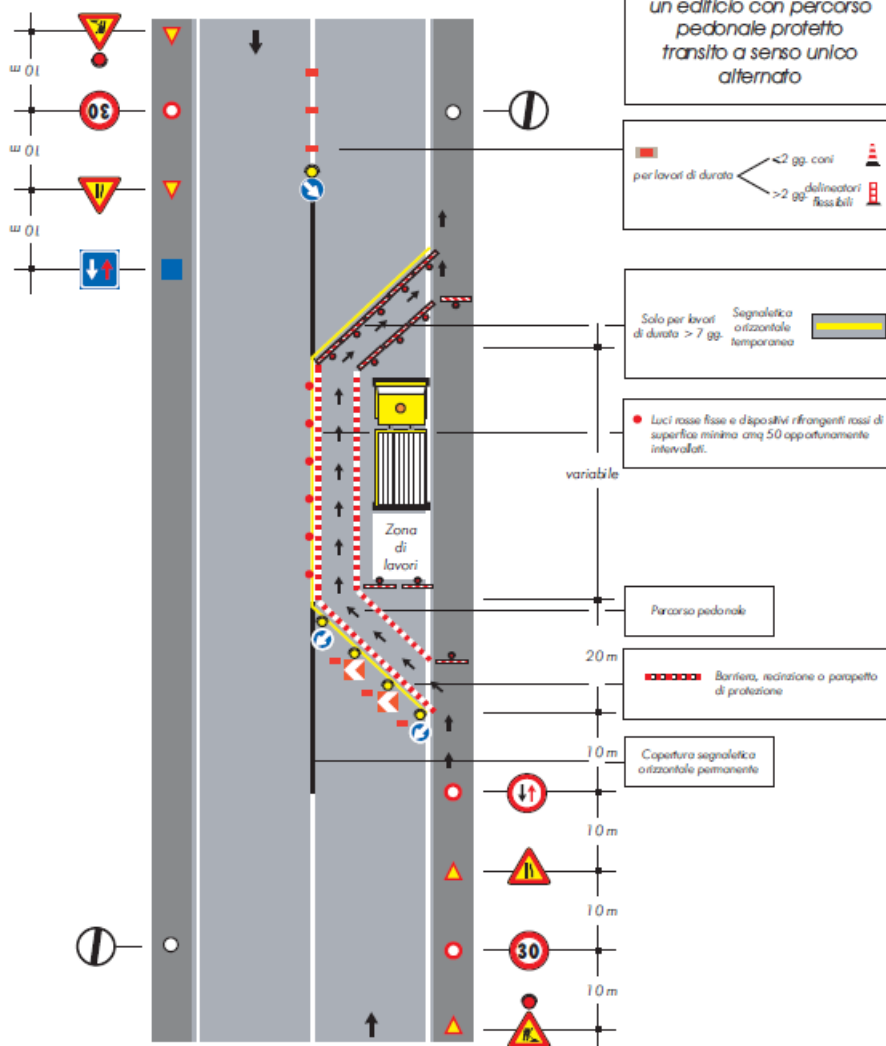 un edificio con percorso
pedonale protetto
transito a senso unico
alternato
10 m
30
10 m
10 m
per lavori di durata
<2 gg. coni
>2 gg. delineatori
flessibili
Solo per lavori
di durata > 7 gg.
Segnaletica
orizzontale
temporanea
Luci rosse fisse e dispositivi rifrangenti rossi di
superfice minima cmq 50 opportunamente
intervallati.
variabile
Zona
di
lavori
Percorso pedonale
20 m
Barriera, recinzione o parapetto
di protezione
10 m
Copertura segnaletica
orizzontale permanente
10 m
10 m
30
10 m